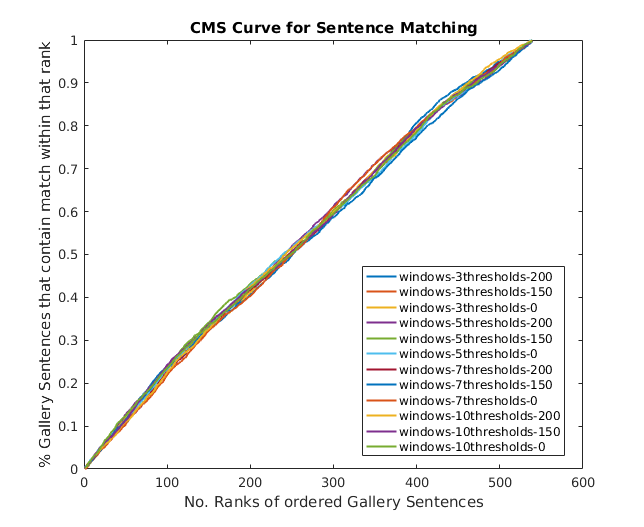 CMS Curve for Sentence Matching
% Gallery Sentences that contain match within that rank
1
0.9
0.8
0.7
0.6
0.5
0.4
0.3
0.2
0.1
0
windows-3thresholds-200
windows-3thresholds-150
windows-3thresholds-0
windows-5thresholds-200
windows-5thresholds-150
windows-5thresholds-0
windows-7thresholds-200
windows-7thresholds-150
windows-7thresholds-0
windows-10thresholds-200
windows-10thresholds-150
windows-10thresholds-0
0 100 200 300 400 500 600
No. Ranks of ordered Gallery Sentences